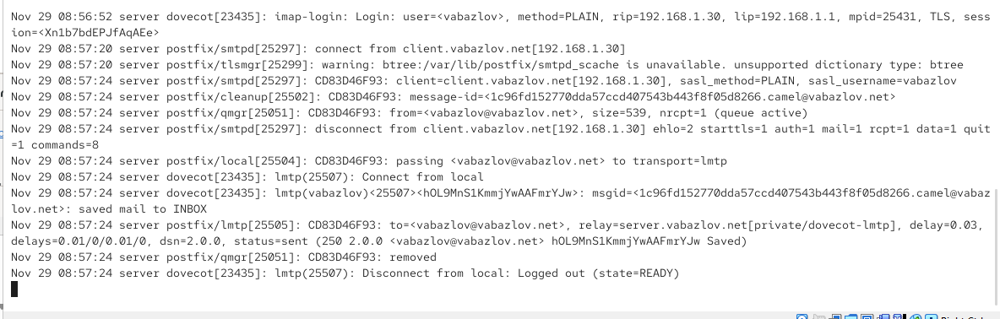 Nov 29 08:56:52 server dovecot[23435]: imap-login: Login: user=<vabazlov>, method=PLAIN, rip=192.168.1.30, lip=192.168.1.1, mpid=25431, TLS, sess
ion=<Xn1b7bdEPJfAqAEe>
Nov 29 08:57:20 server postfix/smtpd[25297]: connect from client.vabazlov.net[192.168.1.30]
Nov 29 08:57:20 server postfix/tlsmgr[25299]: warning: btree:/var/lib/postfix/smtpd_scache is unavailable. unsupported dictionary type: btree
Nov 29 08:57:24 server postfix/smtpd[25297]: CD83D46F93: client=client.vabazlov.net[192.168.1.30], sasl_method=PLAIN, sasl_username=vabazlov
Nov 29 08:57:24 server postfix/cleanup[25502]: CD83D46F93: message-id=<1c96fd152770dda57ccd407543b443f8f05d8266.camel@vabazlov.net>
Nov 29 08:57:24 server postfix/qmgr[25051]: CD83D46F93: from=<vabazlov@vabazlov.net>, size=539, nrcpt=1 (queue active)
Nov 29 08:57:24 server postfix/smtpd[25297]: disconnect from client.vabazlov.net[192.168.1.30] ehlo=2 starttls=1 auth=1 mail=1 rcpt=1 data=1 quit
=1 commands=8
Nov 29 08:57:24 server postfix/local[25504]: CD83D46F93: passing <vabazlov@vabazlov.net> to transport=lmtp
Nov 29 08:57:24 server dovecot[23435]: lmtp(25507): Connect from local
Nov 29 08:57:24 server dovecot[23435]: lmtp(vabazlov)<25507><hOL9MnS1KmmjYwAAFmrYJw>: msgid=<1c96fd152770dda57ccd407543b443f8f05d8266.camel@vabaz
lov.net>: saved mail to INBOX
Nov 29 08:57:24 server postfix/lmtp[25505]: CD83D46F93: to=<vabazlov@vabazlov.net>, relay=server.vabazlov.net[private/dovecot-lmtp], delay=0.03,
delays=0.01/0/0.01/0, dsn=2.0.0, status=sent (250 2.0.0 <vabazlov@vabazlov.net> hOL9MnS1KmmjYwAAFmrYJw Saved)
Nov 29 08:57:24 server postfix/qmgr[25051]: CD83D46F93: removed
Nov 29 08:57:24 server dovecot[23435]: lmtp(25507): Disconnect from local: Logged out (state=READY)